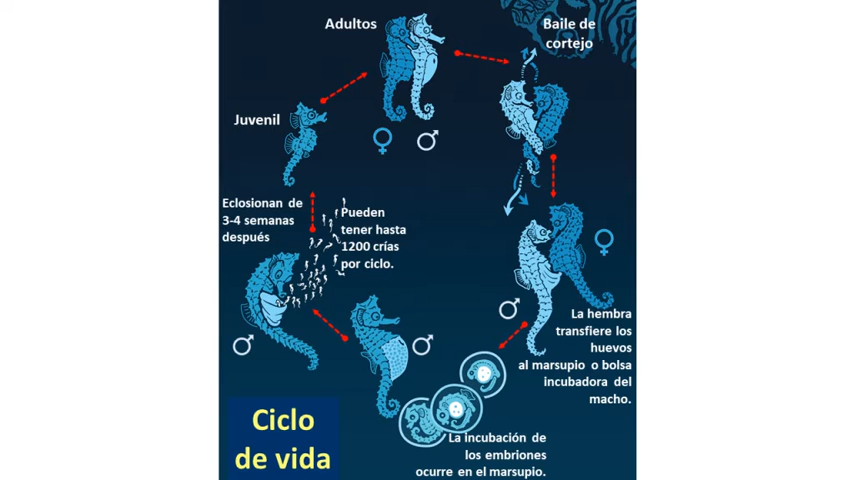 Adultos
Baile de
cortejo
Juvenil
Eclosionan de
3-4 semanas
después
Pueden
tener hasta
1200 crías
por ciclo.
La hembra
transfiere los
huevos
al marsupio o bolsa
incubadora del
macho.
La incubación de
los embriones
ocurre en el marsupio.
Ciclo
de vida